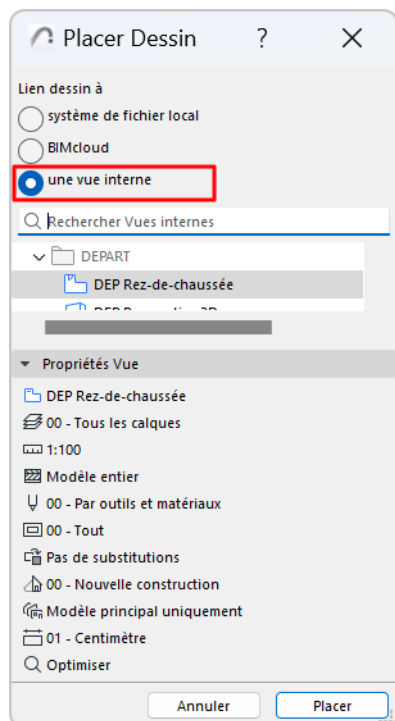 Placer Dessin
?
Lien dessin à
système de fichier local
BIMcloud
une vue interne
Rechercher Vues internes
DEPART
DEP Rez-de-chaussée
Propriétés Vue
DEP Rez-de-chaussée
00 - Tous les calques
1:100
Modèle entier
00 - Par outils et matériaux
00 - Tout
Pas de substitutions
00 - Nouvelle construction
Modèle principal uniquement
01 - Centimètre
Optimiser
Annuler Placer